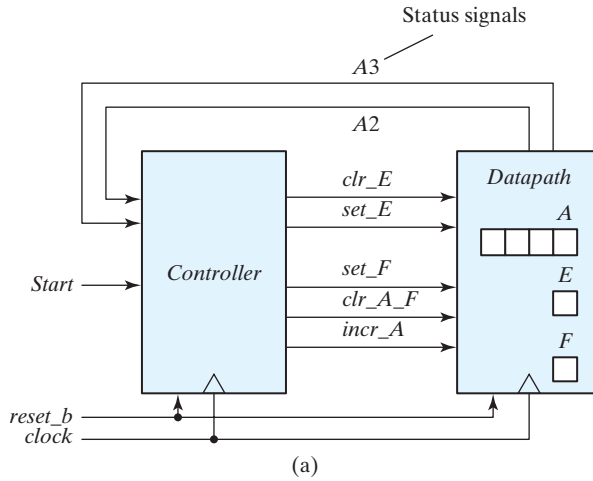 Status signals
A3
A2
clr_E
set_E
Datapath
A
Controller
Start
set_F
clr_A_F
incr_A
E
F
reset_b
clock
(a)